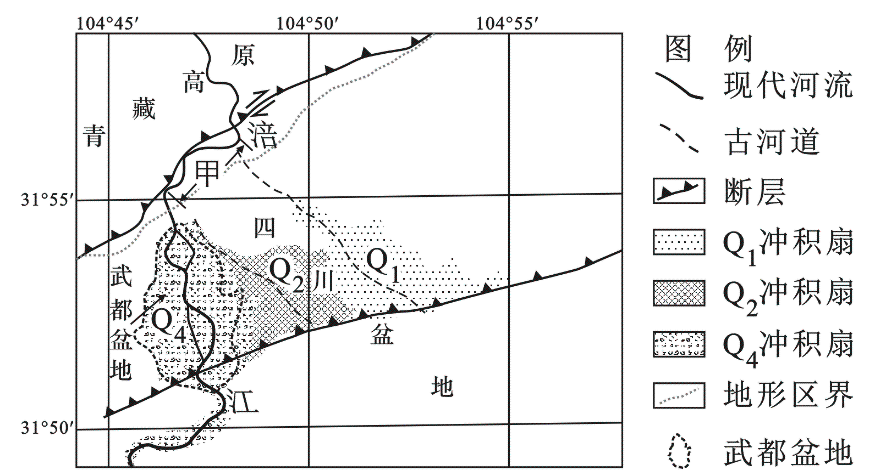 104°45′ 104°50′ 104°55′
青藏高原
涪
甲
31°55′
四川盆地
武都盆地
Q1
Q2
Q4
江
31°50′
图 例
现代河流
古河道
断层
Q1冲积扇
Q2冲积扇
Q4冲积扇
地形区界
武都盆地